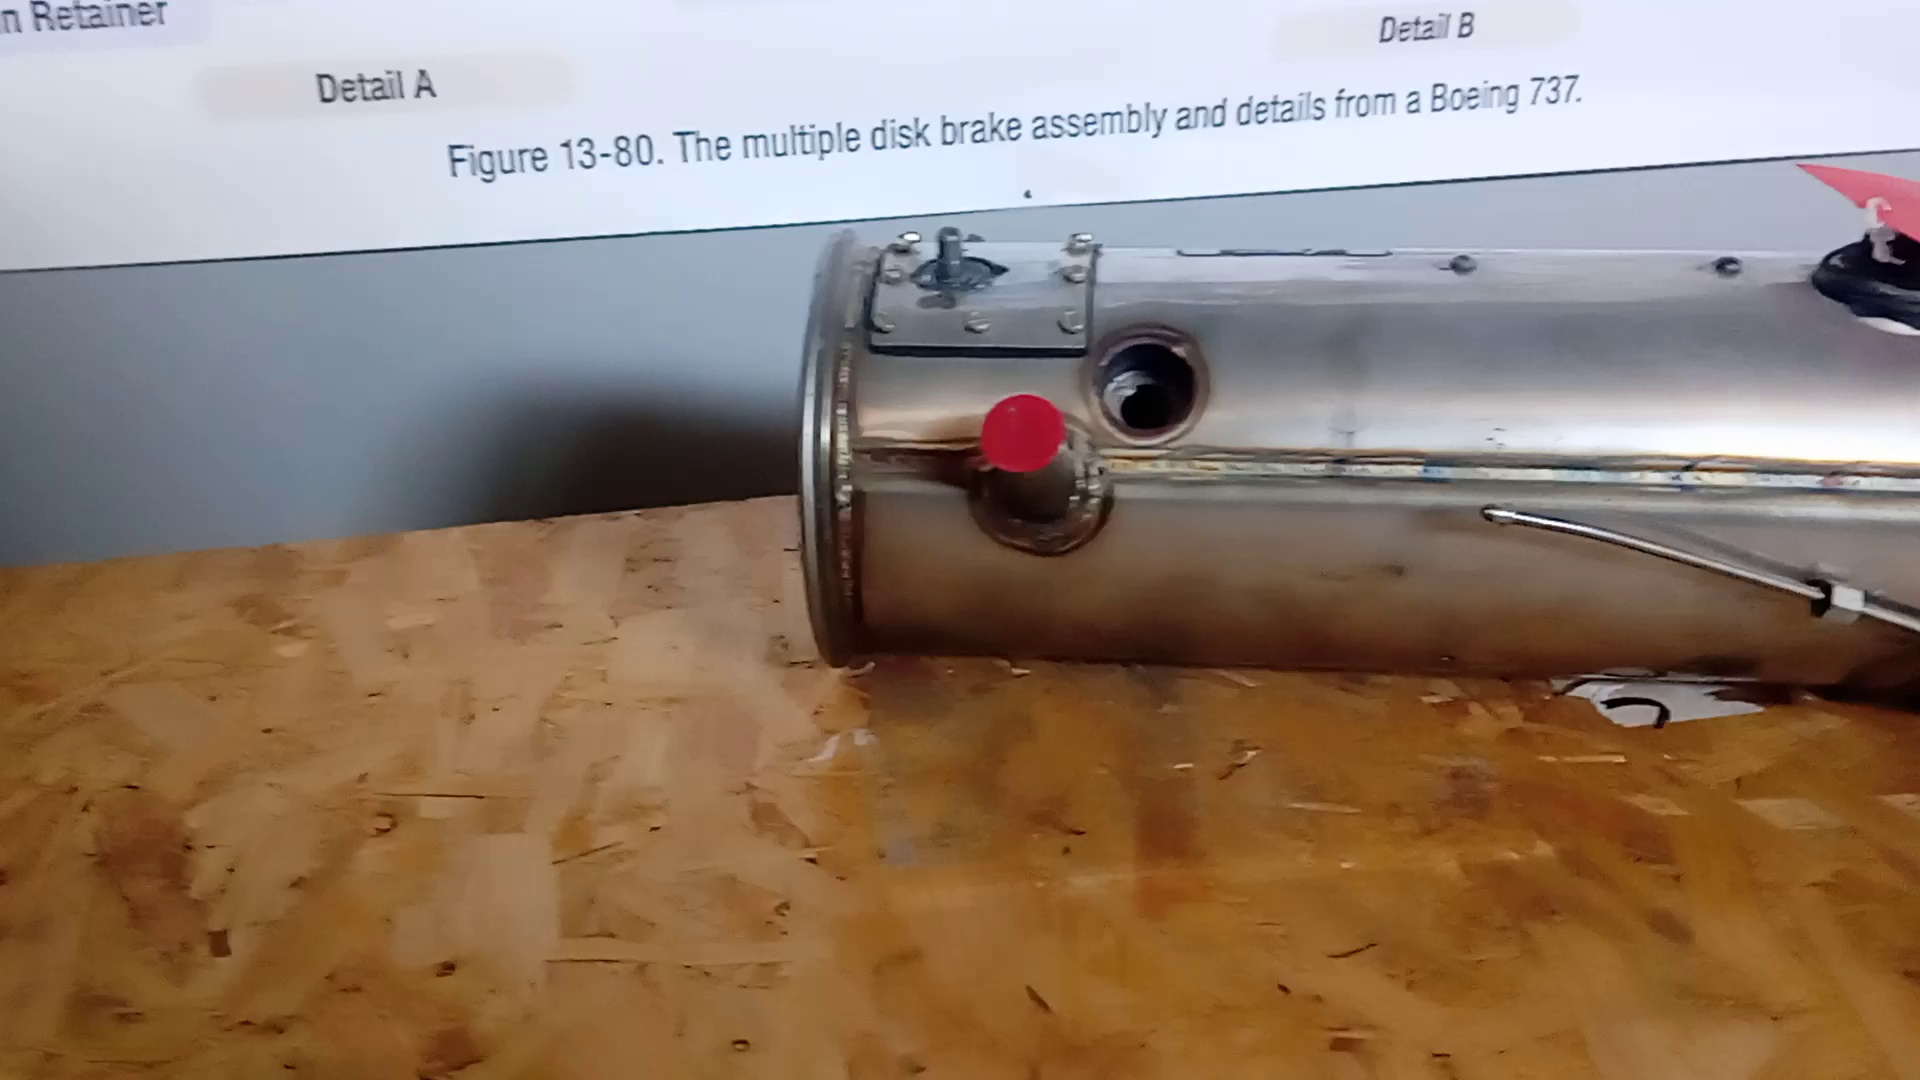 n Retainer
Detail B
Detail A
Figure 13-80. The multiple disk brake assembly and details from a Boeing 737.